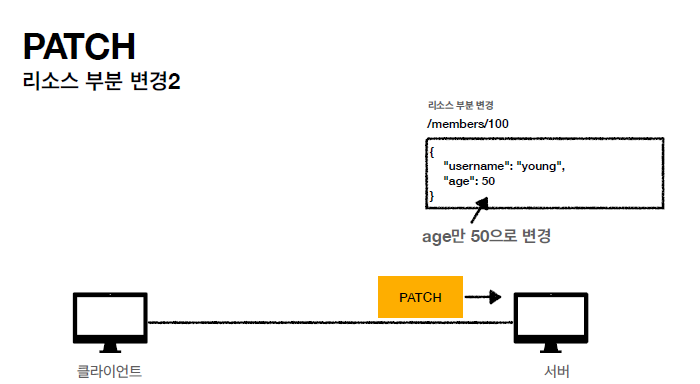 PATCH
리소스 부분 변경2
리소스 부분 변경
/members/100
{
"username": "young",
"age": 50
}
age만 50으로 변경
PATCH
클라이언트
서버